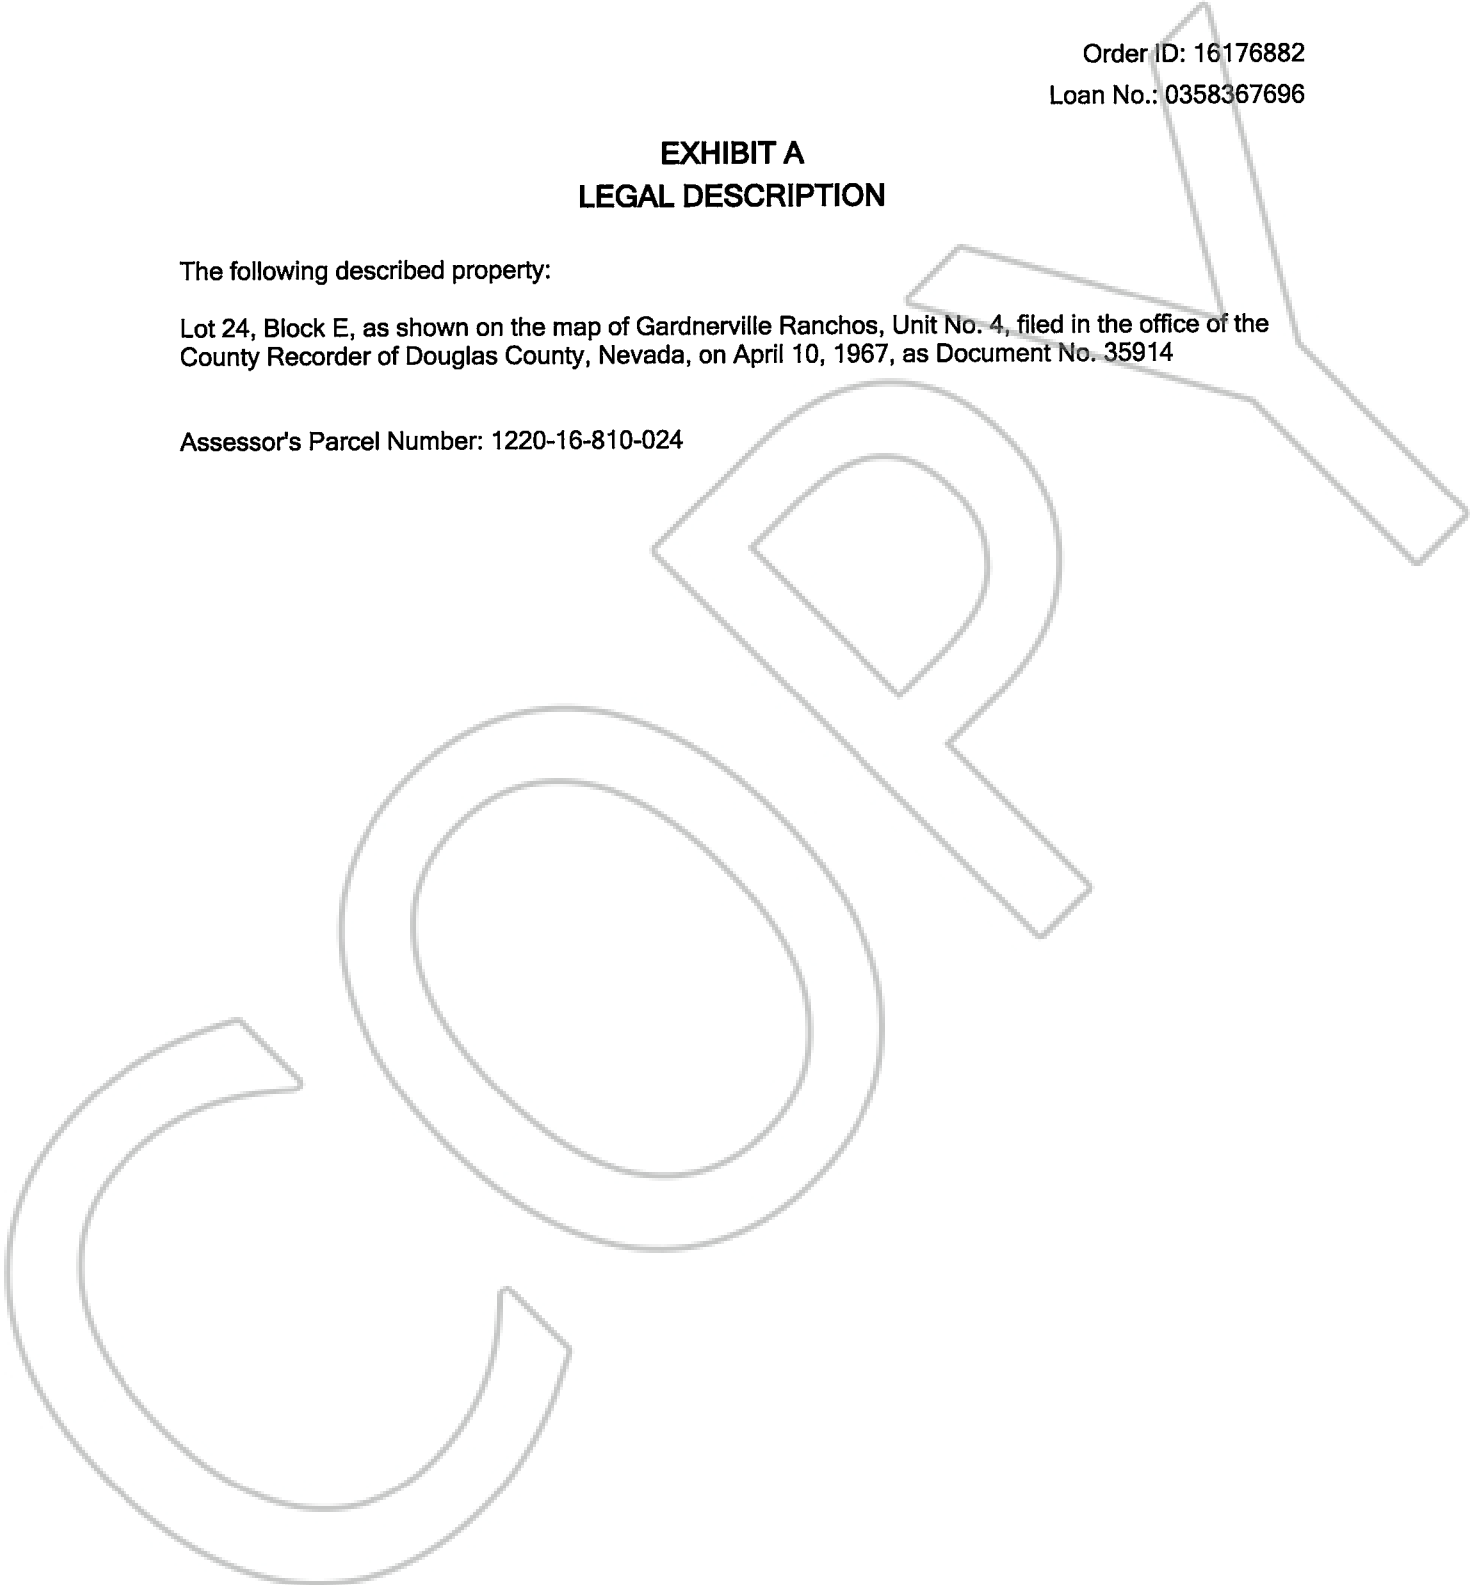 Order ID: 16176882
Loan No.: 0358367696
EXHIBIT A
LEGAL DESCRIPTION
The following described property:
Lot 24, Block E, as shown on the map of Gardnerville Ranchos, Unit No. 4, filed in the office of the
County Recorder of Douglas County, Nevada, on April 10, 1967, as Document No. 35914
Assessor's Parcel Number: 1220-16-810-024
COPY